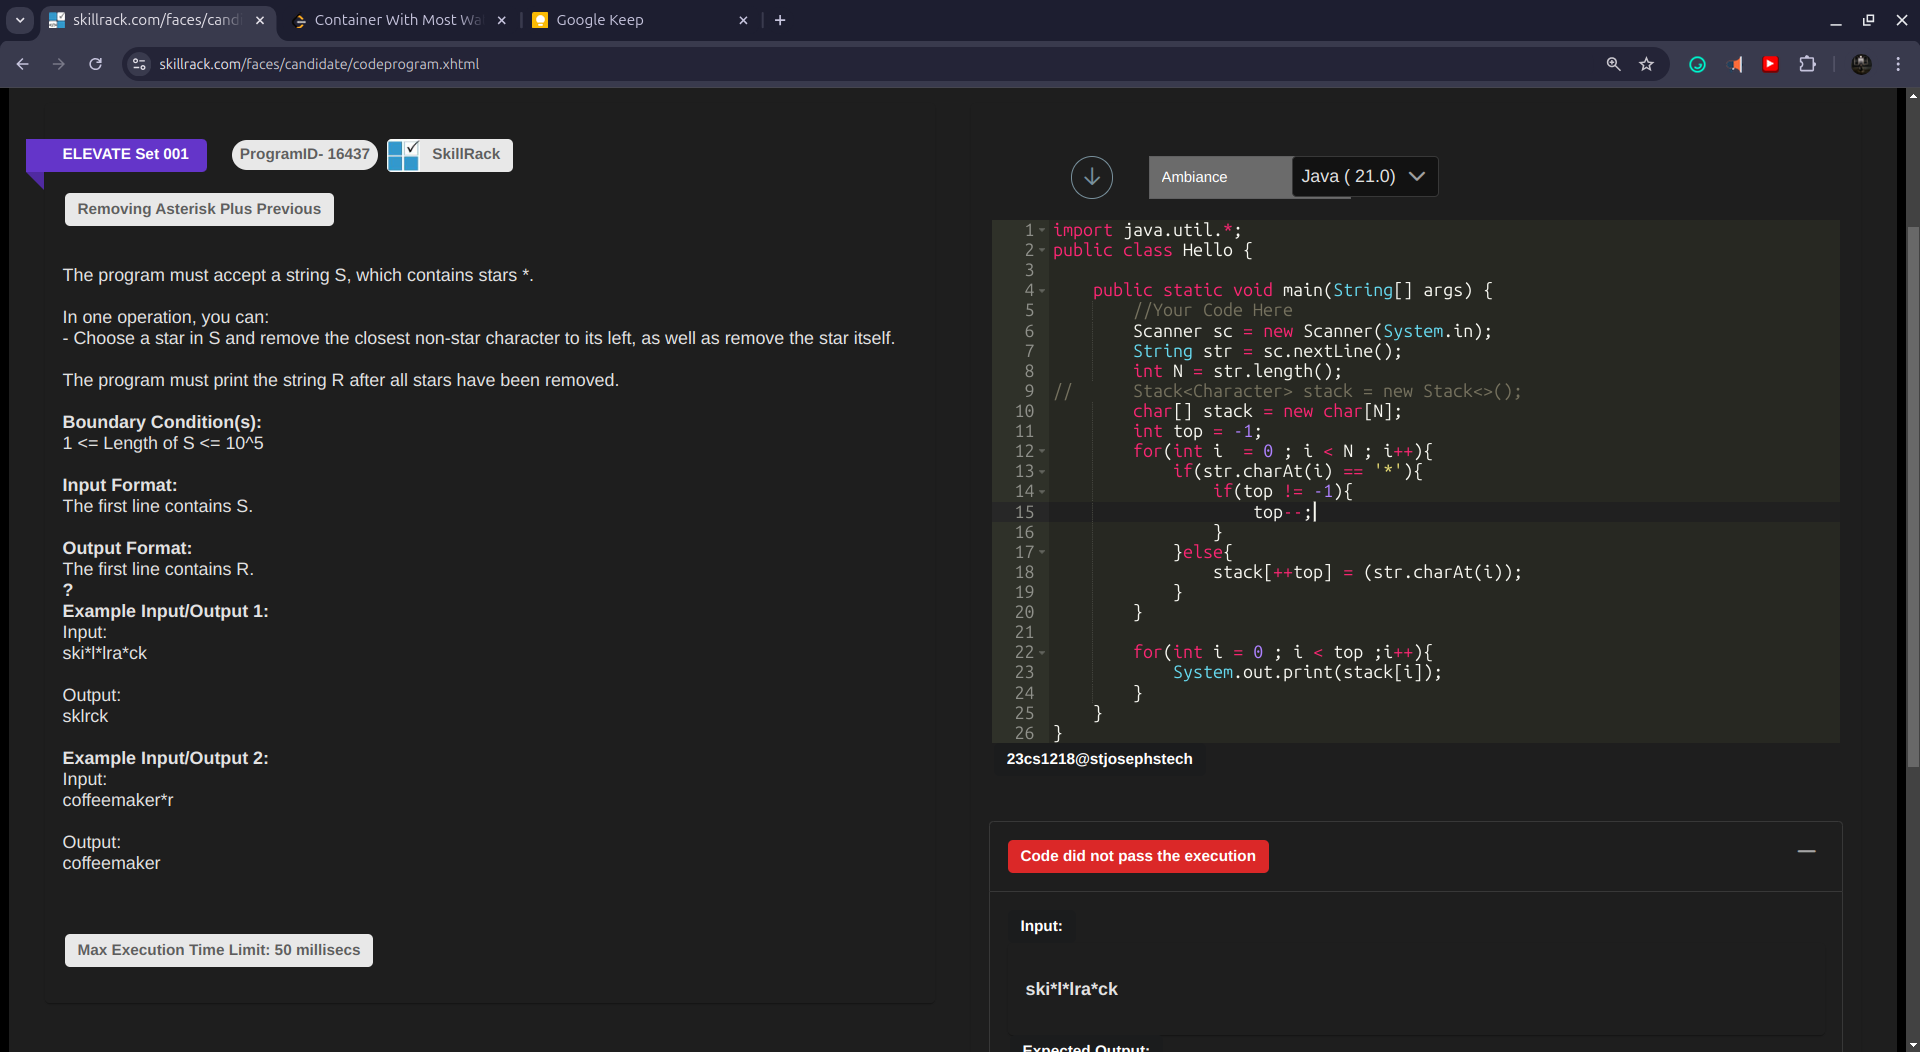 skillrack.com/faces/cand
Container With Most Wa
Google Keep
skillrack.com/faces/candidate/codeprogram.xhtml
ELEVATE Set 001
ProgramID- 16437
SkillRack
Removing Asterisk Plus Previous
The program must accept a string S, which contains stars *.
In one operation, you can:
- Choose a star in S and remove the closest non-star character to its left, as well as remove the star itself.
The program must print the string R after all stars have been removed.
Boundary Condition(s):
1 <= Length of S <= 10^5
Input Format:
The first line contains S.
Output Format:
The first line contains R.
?
Example Input/Output 1:
Input:
ski*l*lra*ck
Output:
sklrck
Example Input/Output 2:
Input:
coffeemaker*r
Output:
coffeemaker
Max Execution Time Limit: 50 millisecs
Ambiance
Java ( 21.0)
1 import java.util.*;
2 public class Hello {
3
4     public static void main(String[] args) {
5         //Your Code Here
6         Scanner sc = new Scanner(System.in);
7         String str = sc.nextLine();
8         int N = str.length();
9 //      Stack<Character> stack = new Stack<>();
10         char[] stack = new char[N];
11         int top = -1;
12         for(int i  = 0 ; i < N ; i++){
13             if(str.charAt(i) == '*'){
14                 if(top != -1){
15                     top--;
16                 }
17             }else{
18                 stack[++top] = (str.charAt(i));
19             }
20         }
21
22         for(int i = 0 ; i < top ;i++){
23             System.out.print(stack[i]);
24         }
25     }
26 }
23cs1218@stjosephstech
Code did not pass the execution
Input:
ski*l*lra*ck
Expected Output: